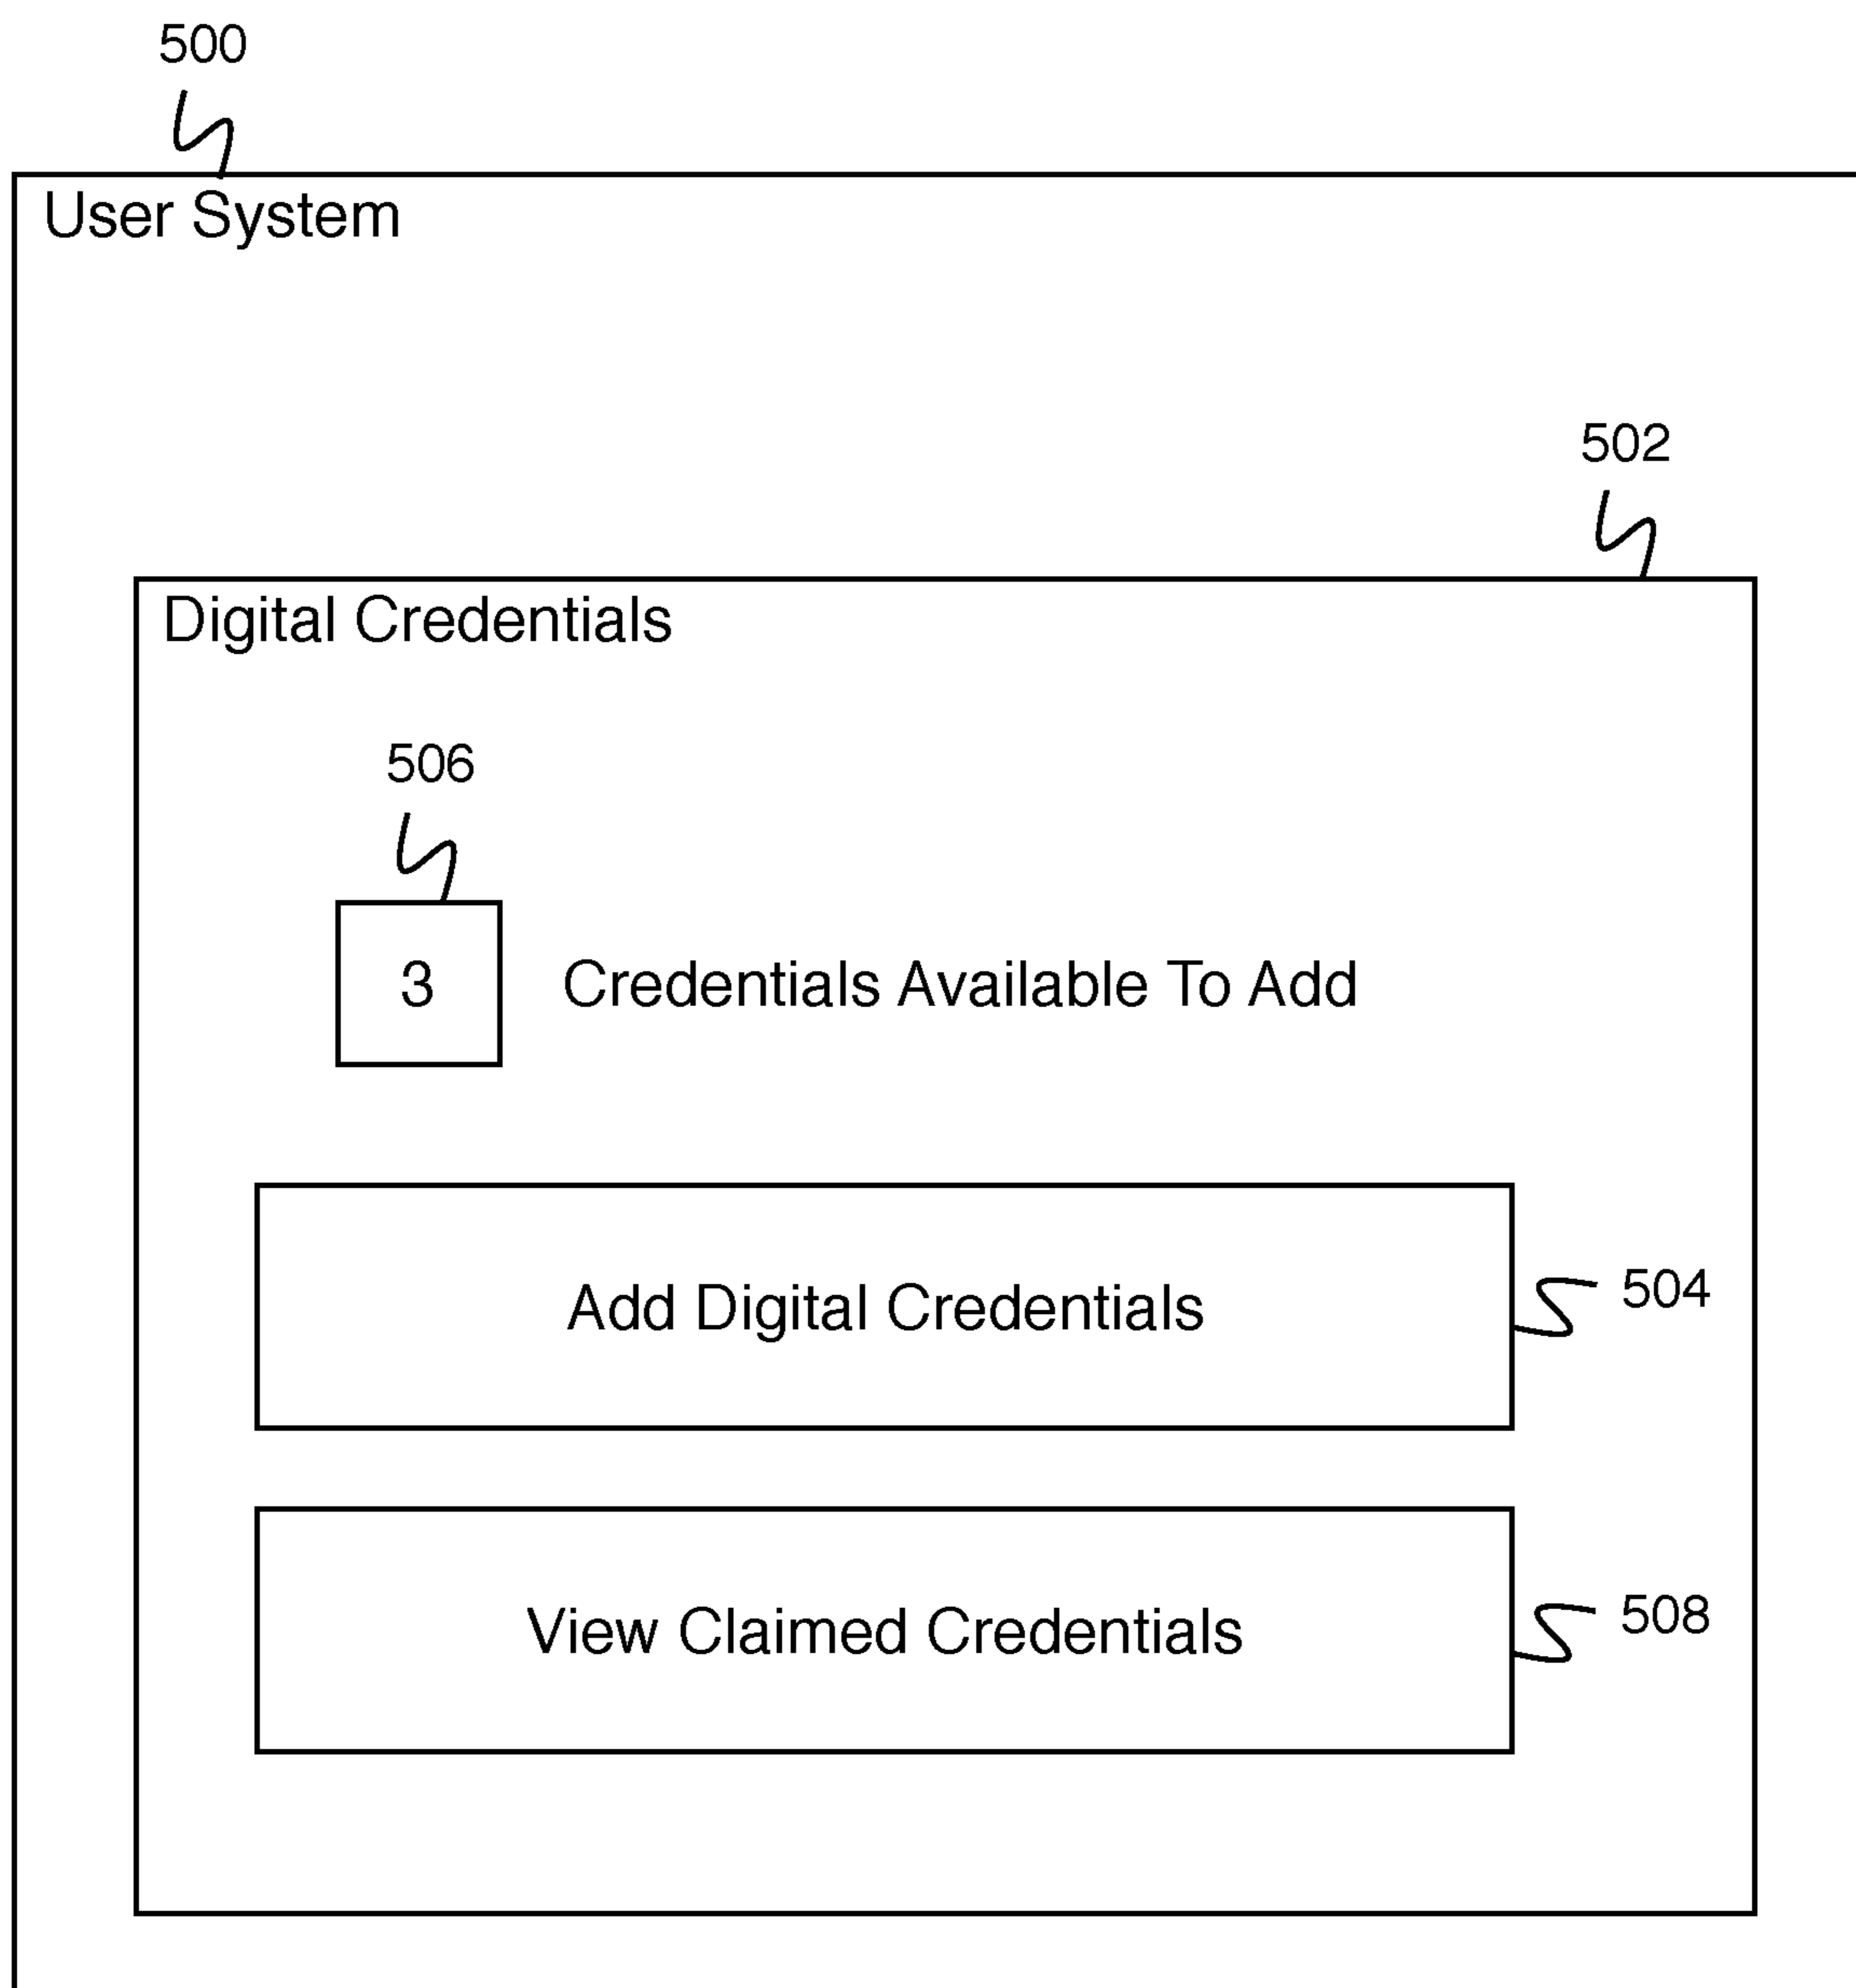 500
User System
502
Digital Credentials
506
3 Credentials Available To Add
Add Digital Credentials
504
View Claimed Credentials
508